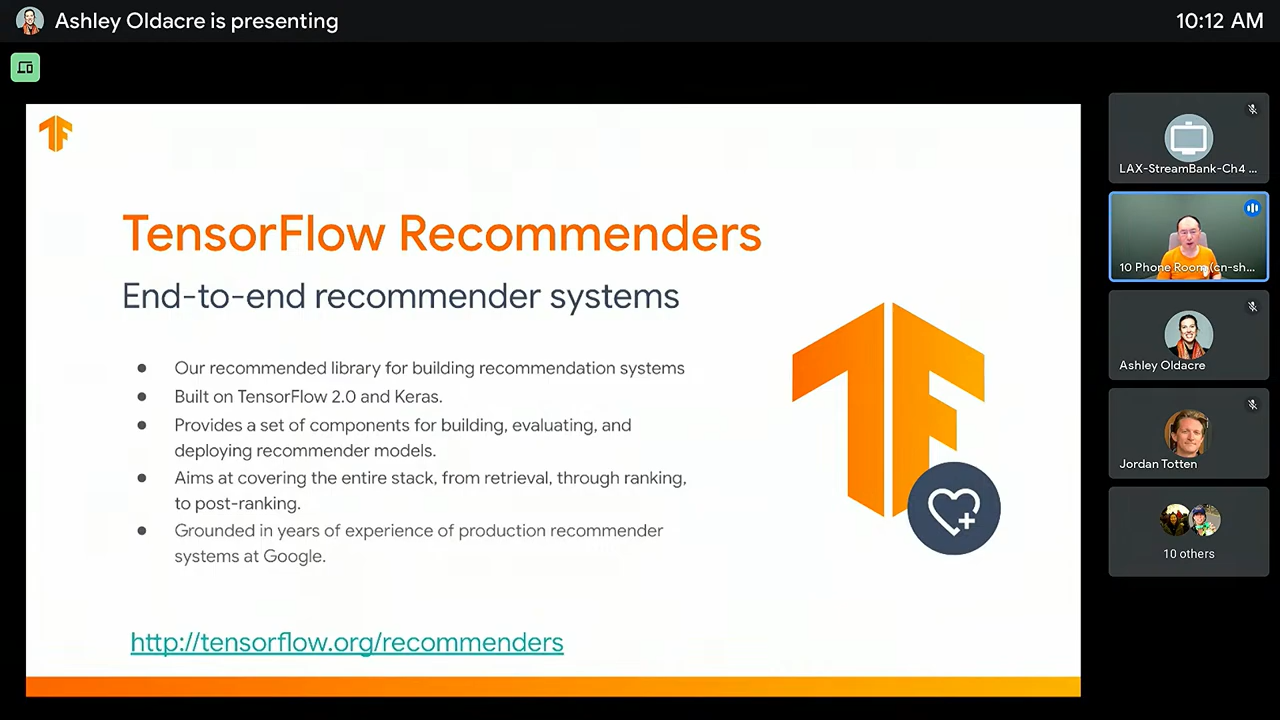 Ashley Oldacre is presenting
10:12 AM
TensorFlow Recommenders
End-to-end recommender systems
● Our recommended library for building recommendation systems
● Built on TensorFlow 2.0 and Keras.
● Provides a set of components for building, evaluating, and
deploying recommender models.
● Aims at covering the entire stack, from retrieval, through ranking,
to post-ranking.
● Grounded in years of experience of production recommender
systems at Google.
http://tensorflow.org/recommenders
LAX-StreamBank-Ch4 ...
10 Phone Room (cn-sh...
Ashley Oldacre
Jordan Totten
10 others